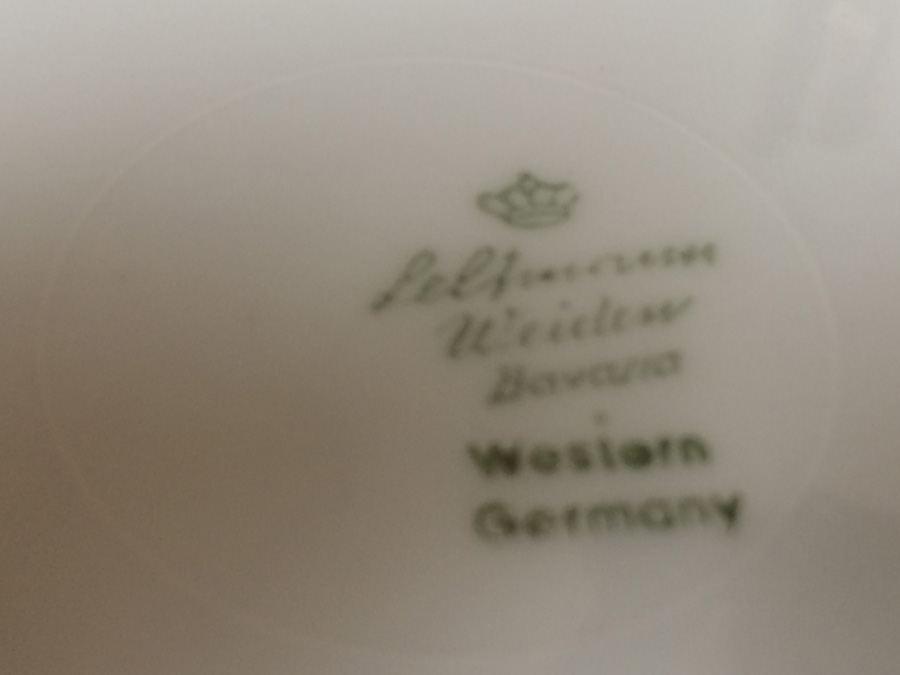 Seltmann
Weiden
Bavaria
Western
Germany